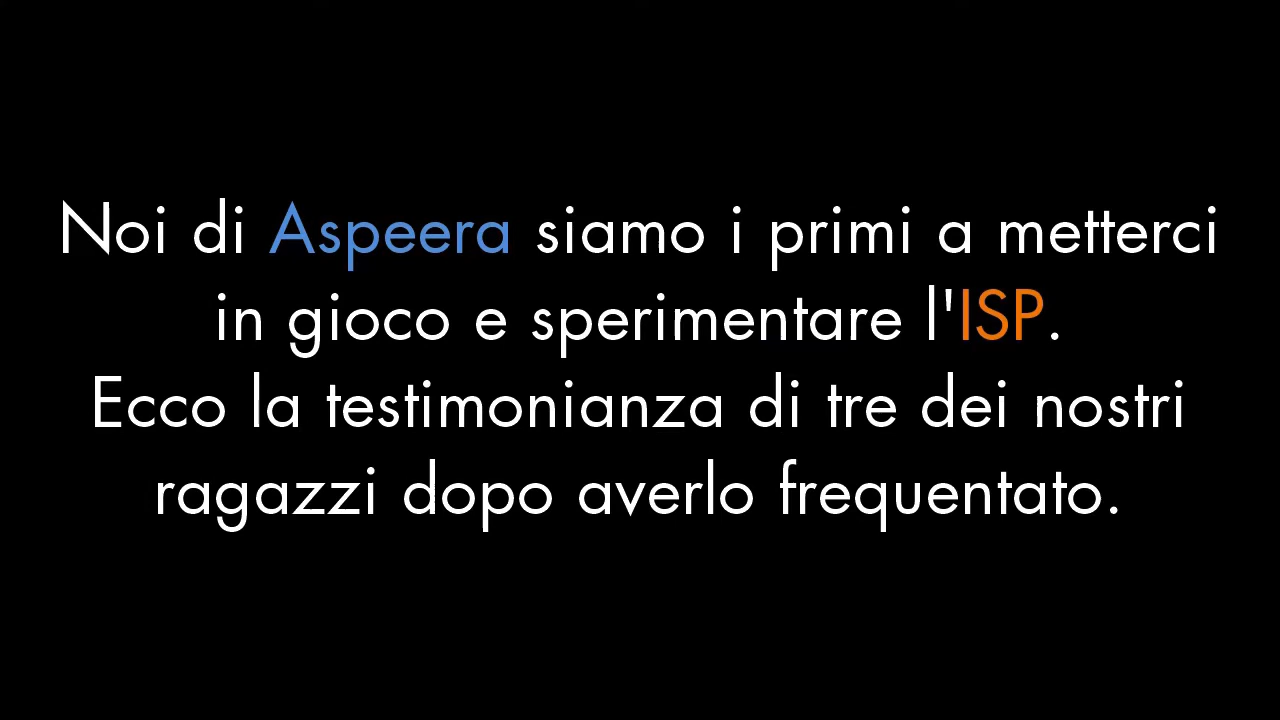 Noi di Aspeera siamo i primi a metterci
in gioco e sperimentare l'ISP.
Ecco la testimonianza di tre dei nostri
ragazzi dopo averlo frequentato.